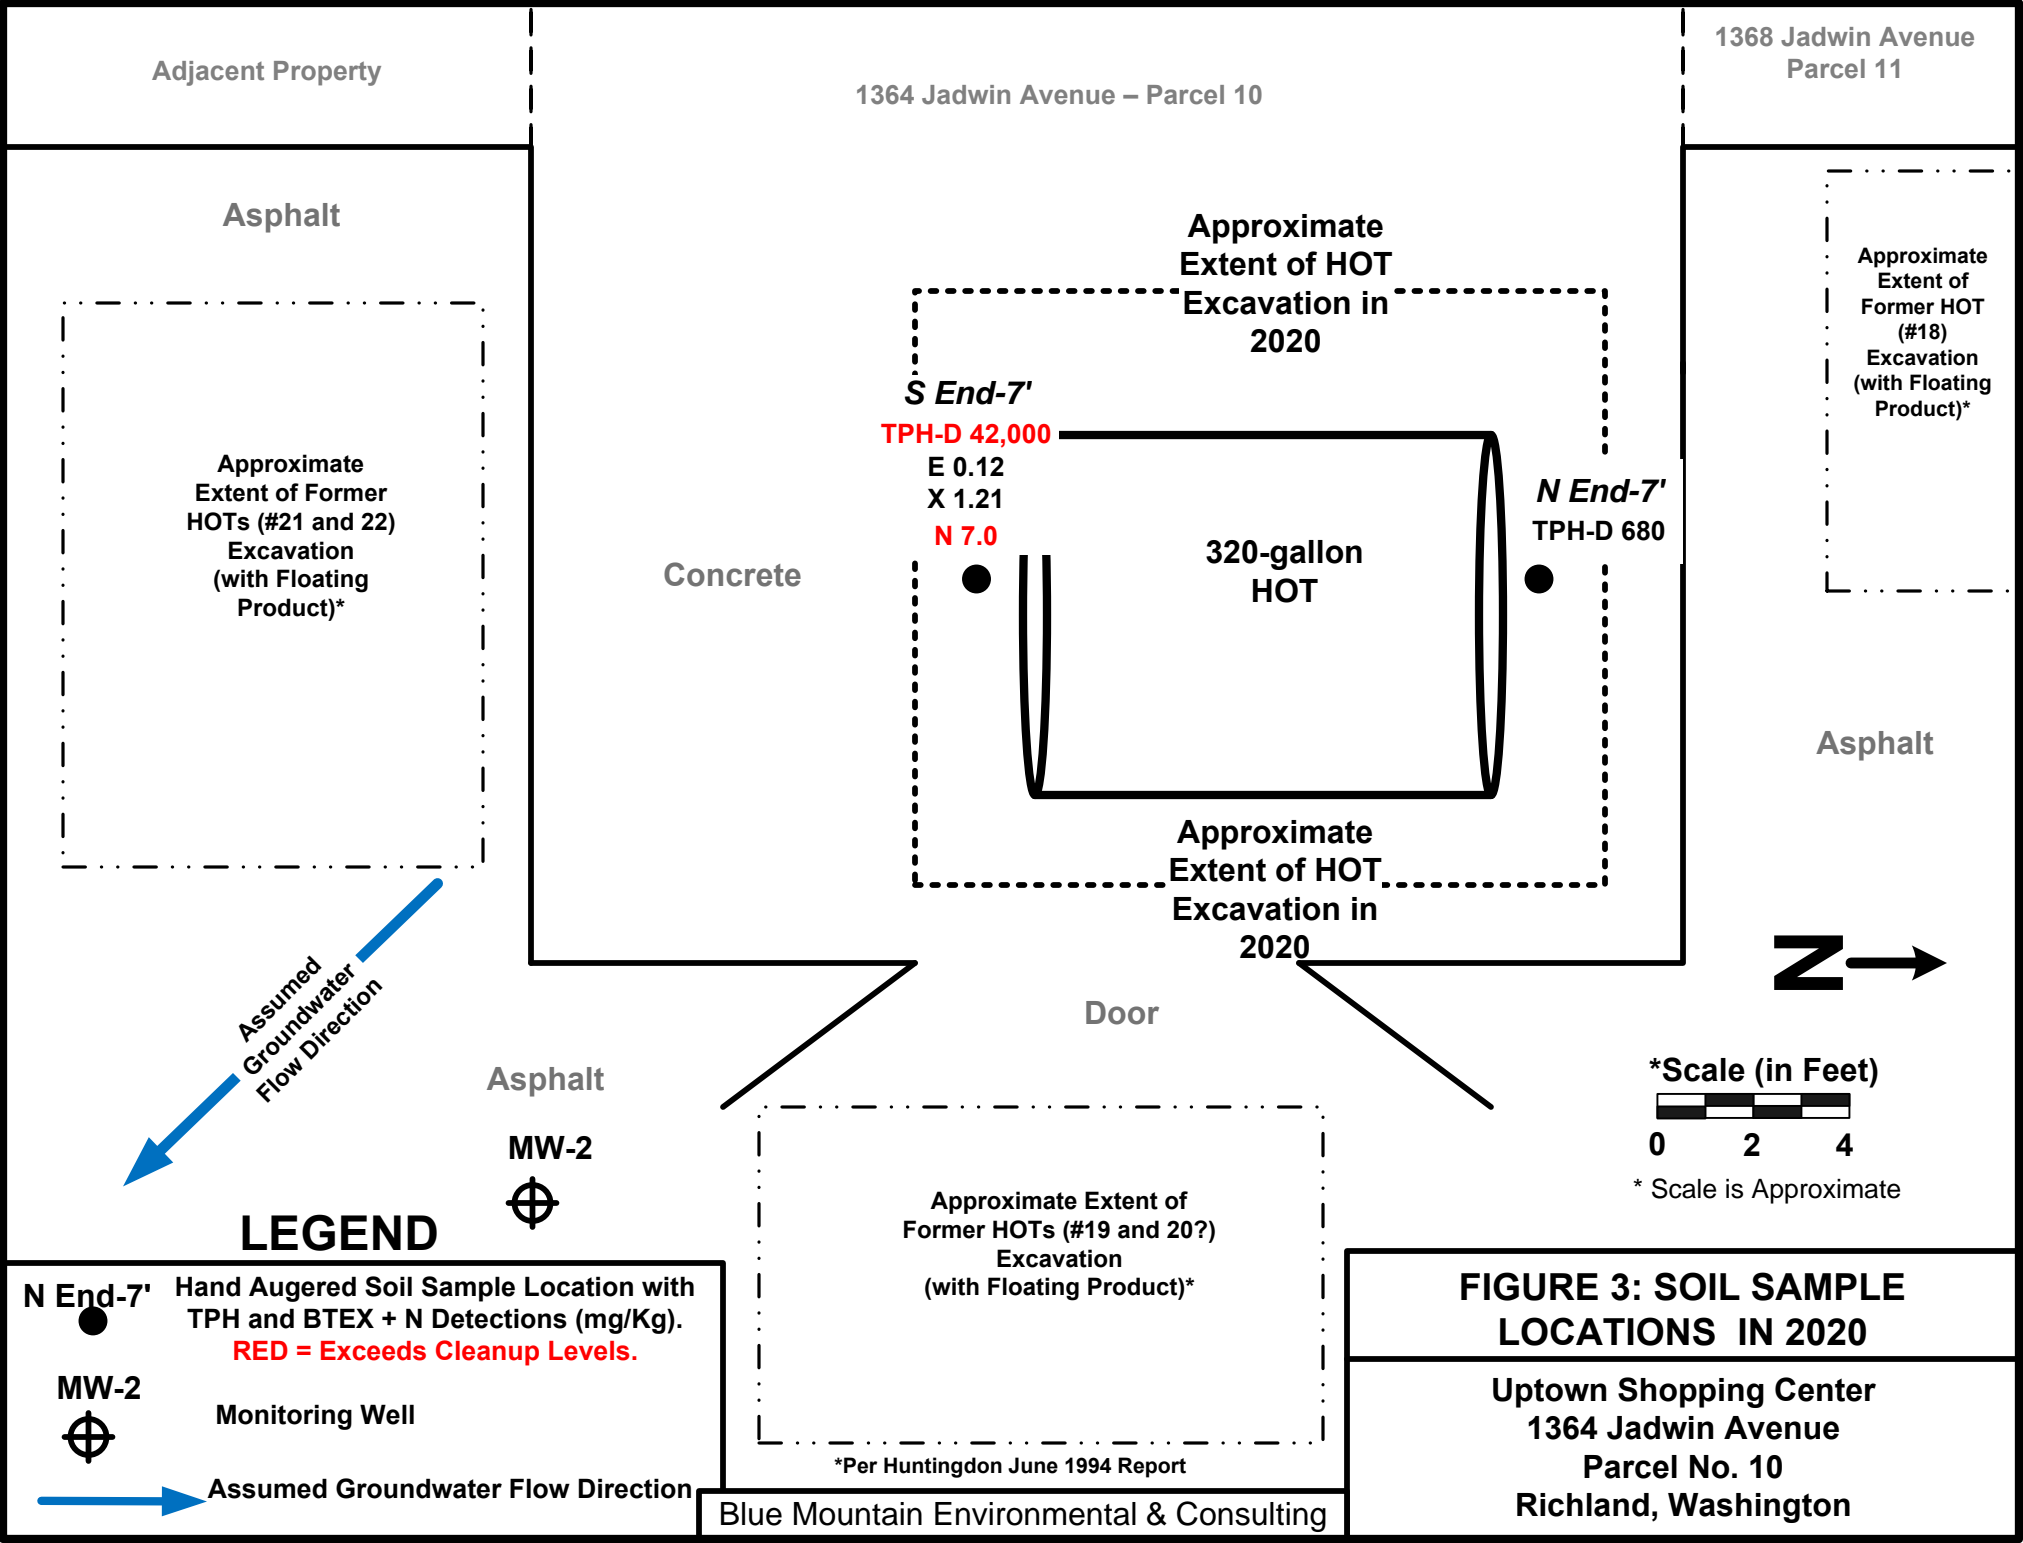 Adjacent Property
1364 Jadwin Avenue – Parcel 10
1368 Jadwin Avenue
Parcel 11
Asphalt
Approximate
Extent of Former
HOTs (#21 and 22)
Excavation
(with Floating
Product)*
Concrete
Approximate
Extent of HOT
Excavation in
2020
S End-7'
TPH-D 42,000
E 0.12
X 1.21
N 7.0
320-gallon
HOT
N End-7'
TPH-D 680
Approximate
Extent of HOT
Excavation in
2020
Approximate
Extent of
Former HOT
(#18)
Excavation
(with Floating
Product)*
Asphalt
Door
Assumed
Groundwater
Flow Direction
Asphalt
MW-2
N
*Scale (in Feet)
0 2 4
* Scale is Approximate
Approximate Extent of
Former HOTs (#19 and 20?)
Excavation
(with Floating Product)*
*Per Huntingdon June 1994 Report
LEGEND
N End-7'
Hand Augered Soil Sample Location with
TPH and BTEX + N Detections (mg/Kg).
RED = Exceeds Cleanup Levels.
MW-2
Monitoring Well
Assumed Groundwater Flow Direction
Blue Mountain Environmental & Consulting
FIGURE 3: SOIL SAMPLE
LOCATIONS IN 2020
Uptown Shopping Center
1364 Jadwin Avenue
Parcel No. 10
Richland, Washington